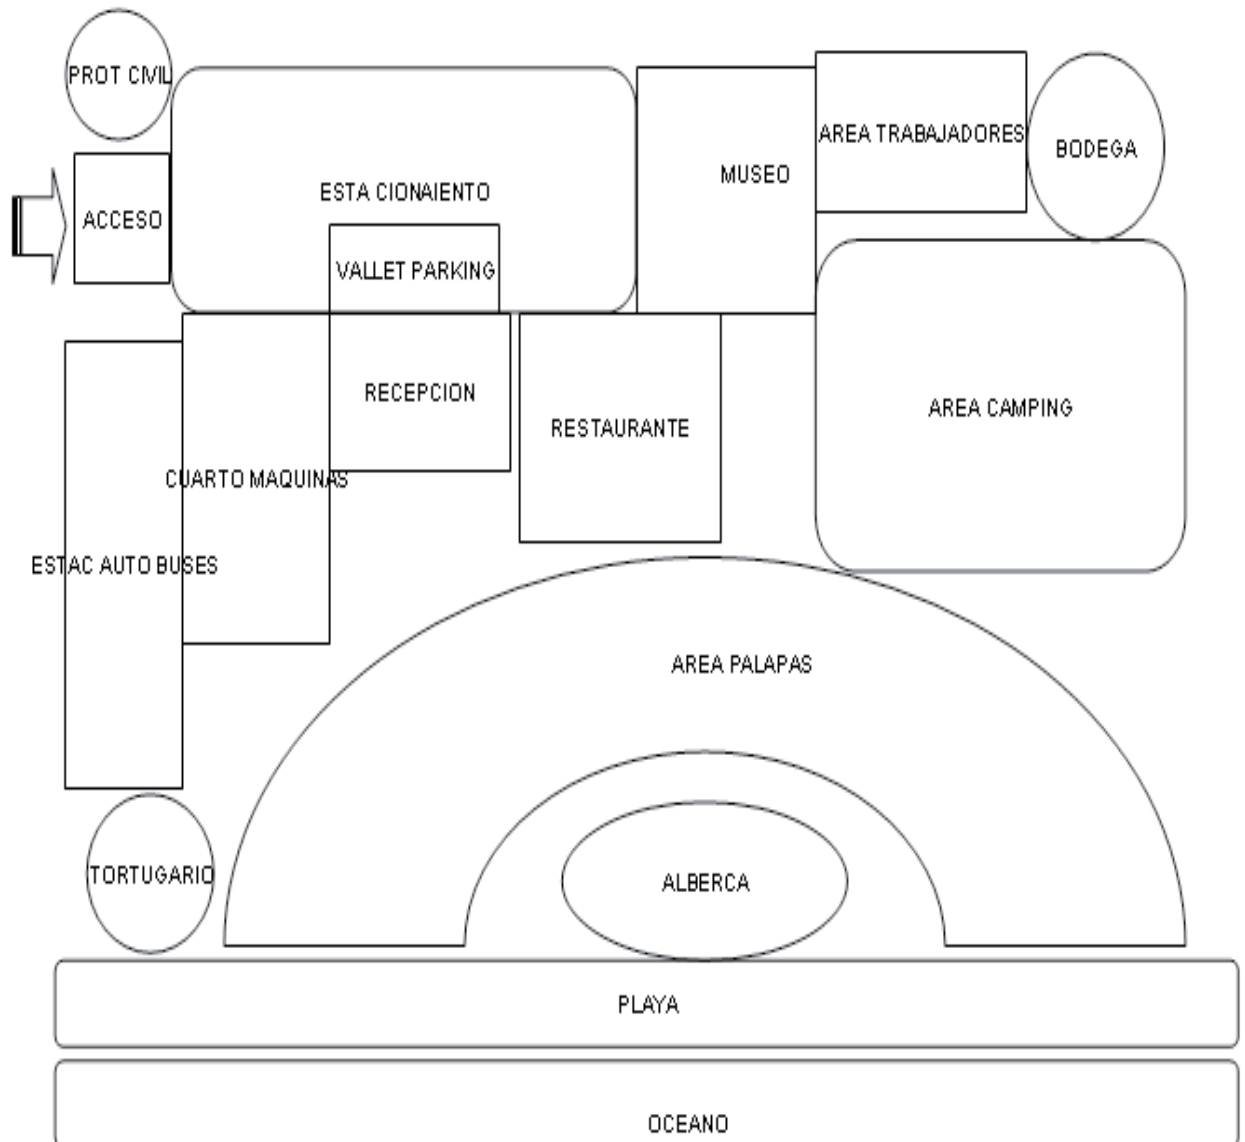 PROT CIVIL
ESTA CIONAIENTO
MUSEO
AREA TRABAJADORES
BODEGA
ACCESO
VALLET PARKING
RECEPCION
RESTAURANTE
AREA CAMPING
CUARTO MAQUINAS
ESTAC AUTO BUSES
AREA PALAPAS
TORTUGARIO
ALBERCA
PLAYA
OCEANO